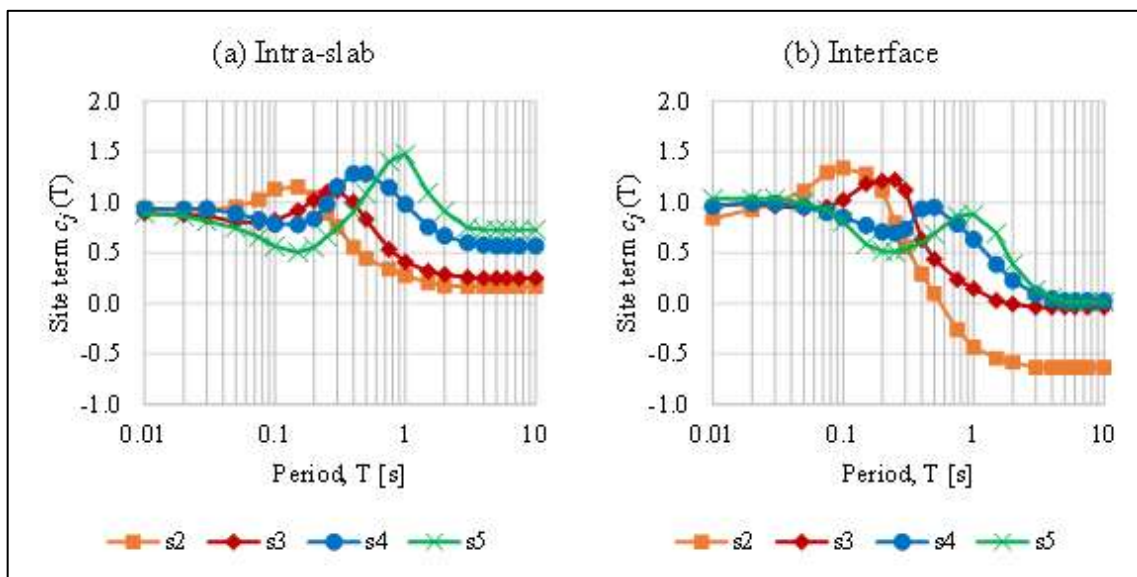 (a) Intra-slab
(b) Interface
Site term cj (T)
2.0
1.5
1.0
0.5
0.0
-0.5
-1.0
0.01
0.1
1
10
Period, T [s]
s2 s3 s4 s5
Site term cj (T)
2.0
1.5
1.0
0.5
0.0
-0.5
-1.0
0.01
0.1
1
10
Period, T [s]
s2 s3 s4 s5